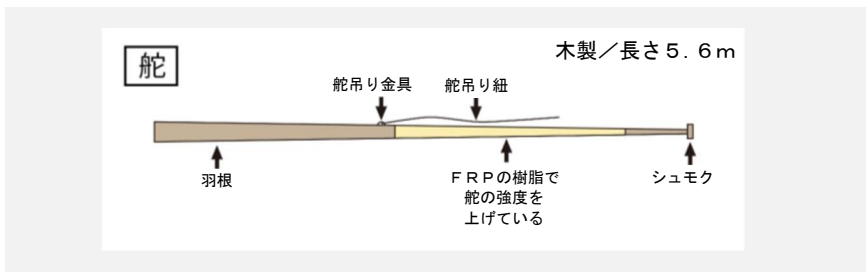 舵
木製／長さ５.６ｍ
舵吊り金具
舵吊り紐
羽根
ＦＲＰの樹脂で
舵の強度を
上げている
シュモク